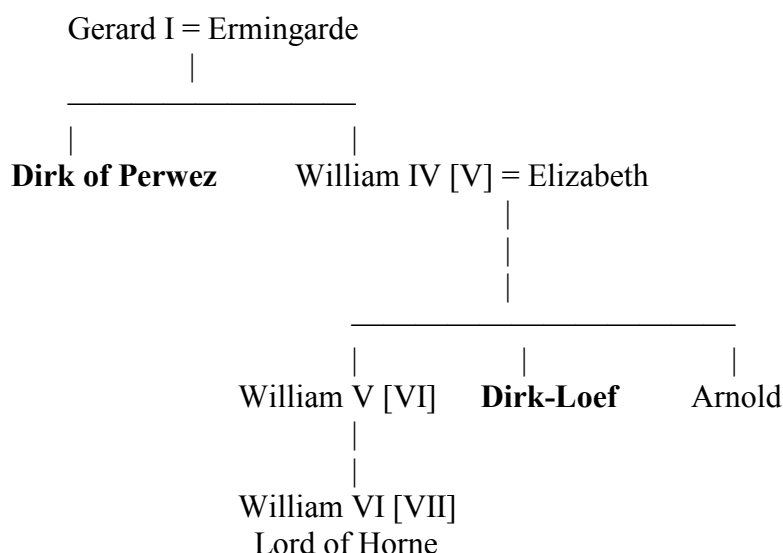 Gerard I = Ermingarde
Dirk of Perwez William IV [V] = Elizabeth
William V [VI] Dirk-Loef Arnold
William VI [VII]
Lord of Horne